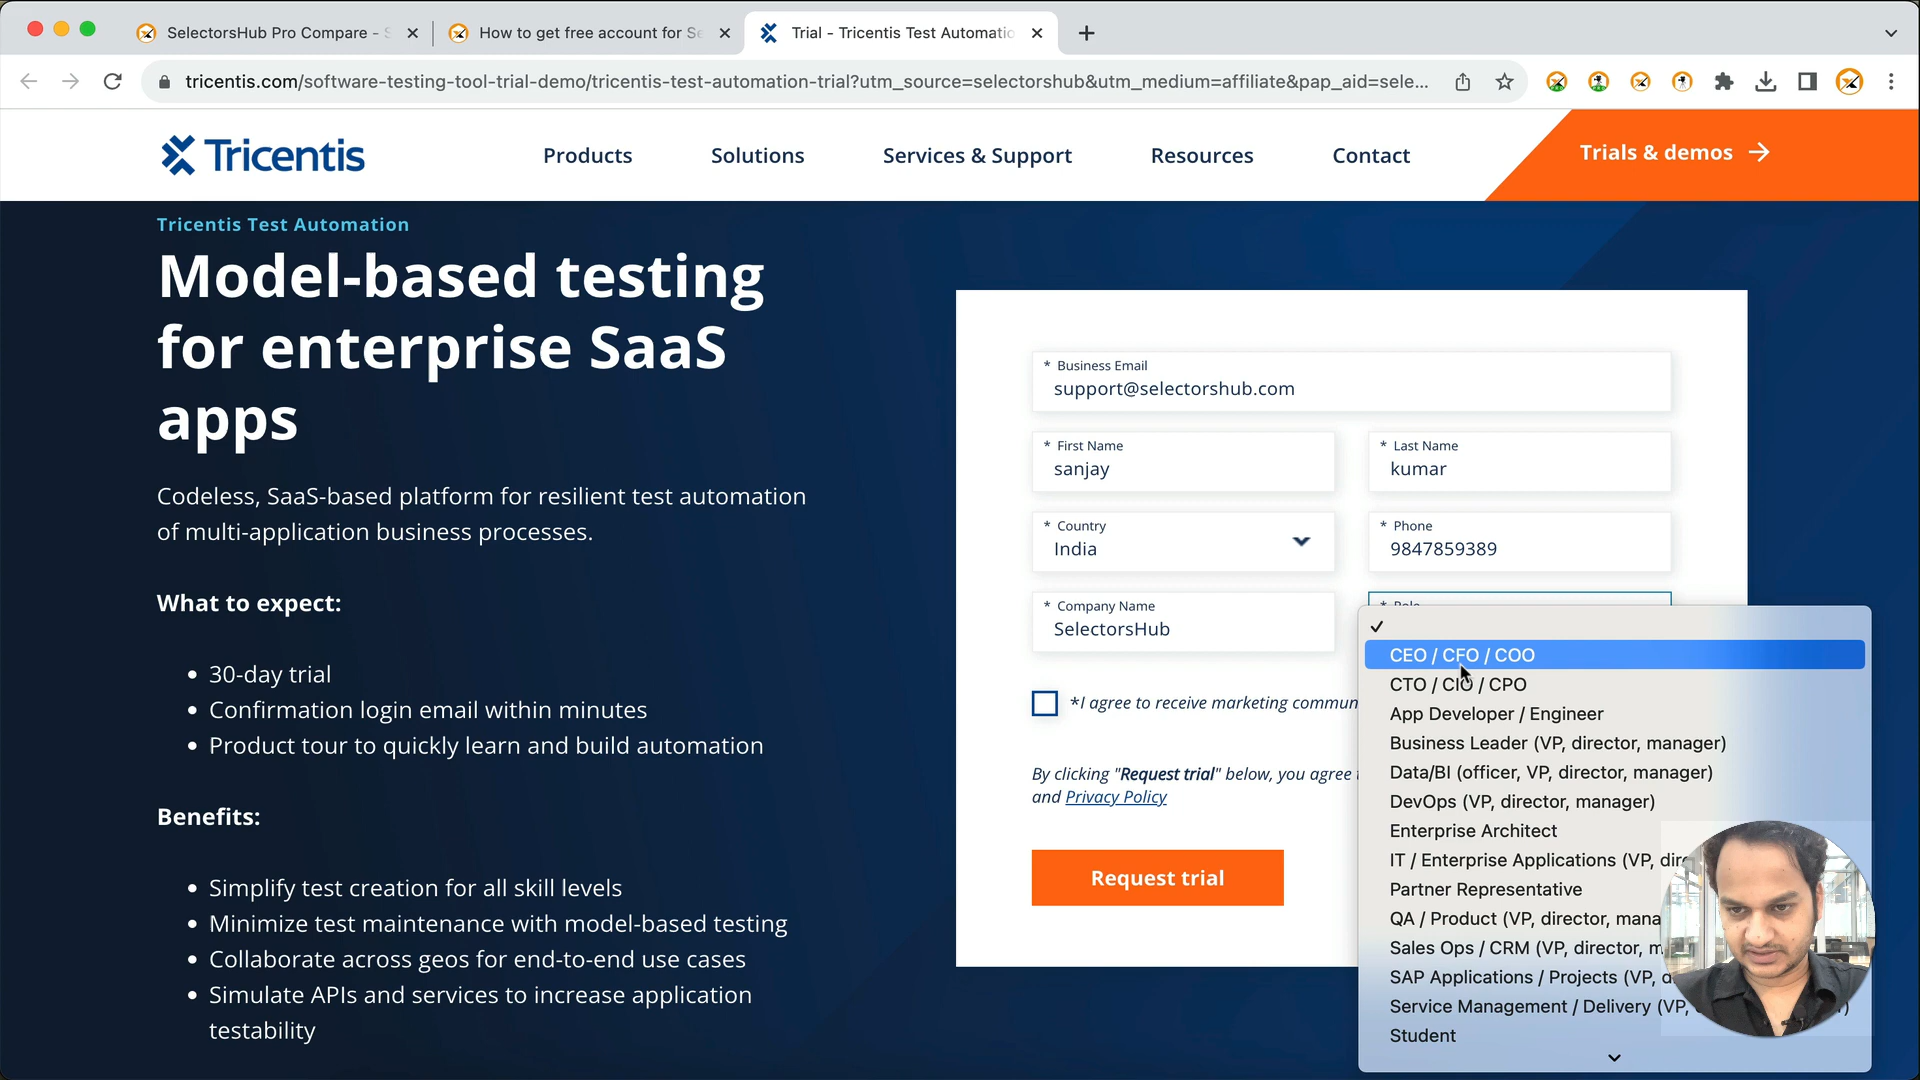 SelectorsHub Pro Compare - S
How to get free account for Se
Trial - Tricentis Test Automatio
tricentis.com/software-testing-tool-trial-demo/tricentis-test-automation-trial?utm_source=selectorshub&utm_medium=affiliate&pap_aid=sele...
Tricentis
Products
Solutions
Services & Support
Resources
Contact
Trials & demos
Tricentis Test Automation
Model-based testing
for enterprise SaaS
apps
Codeless, SaaS-based platform for resilient test automation
of multi-application business processes.
What to expect:
• 30-day trial
• Confirmation login email within minutes
• Product tour to quickly learn and build automation
Benefits:
• Simplify test creation for all skill levels
• Minimize test maintenance with model-based testing
• Collaborate across geos for end-to-end use cases
• Simulate APIs and services to increase application
testability
* Business Email
support@selectorshub.com
* First Name
sanjay
* Last Name
kumar
* Country
India
* Phone
9847859389
* Company Name
SelectorsHub
* Role
*I agree to receive marketing commun
By clicking "Request trial" below, you agree
and Privacy Policy
Request trial
CEO / CFO / COO
CTO / CIO / CPO
App Developer / Engineer
Business Leader (VP, director, manager)
Data/BI (officer, VP, director, manager)
DevOps (VP, director, manager)
Enterprise Architect
IT / Enterprise Applications (VP, dire
Partner Representative
QA / Product (VP, director, mana
Sales Ops / CRM (VP, director, m
SAP Applications / Projects (VP, d
Service Management / Delivery (VP,
Student